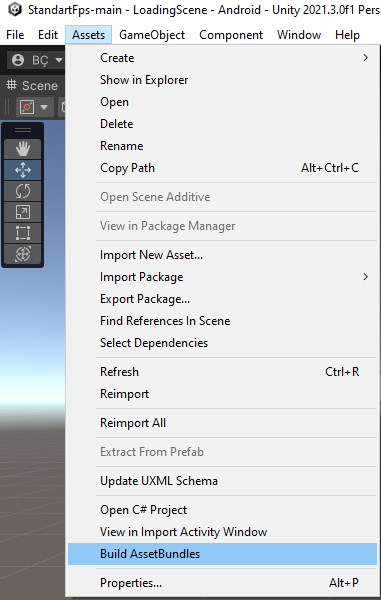 StandartFps-main - LoadingScene - Android - Unity 2021.3.0f1 Pers
File Edit Assets GameObject Component Window Help
BÇ
Scene
Create
Show in Explorer
Open
Delete
Rename
Copy Path Alt+Ctrl+C
Open Scene Additive
View in Package Manager
Import New Asset...
Import Package
Export Package...
Find References In Scene
Select Dependencies
Refresh Ctrl+R
Reimport
Reimport All
Extract From Prefab
Update UXML Schema
Open C# Project
View in Import Activity Window
Build AssetBundles
Properties... Alt+P